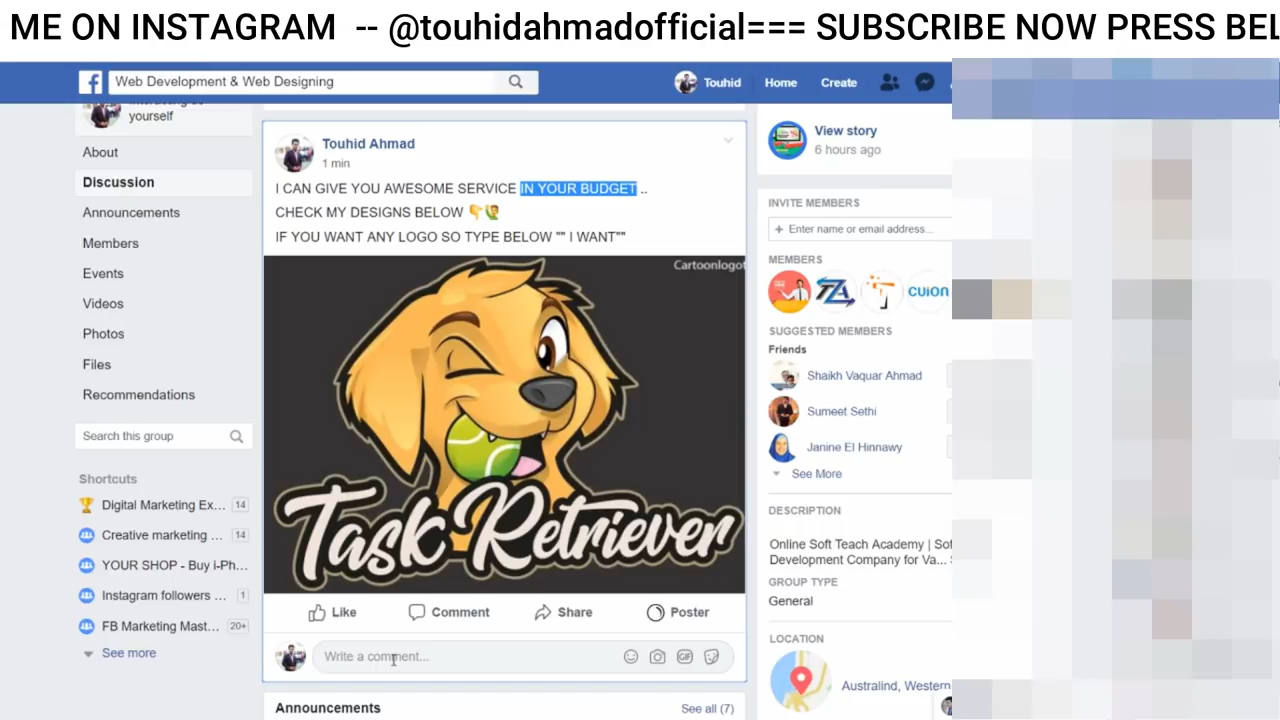 ME ON INSTAGRAM -- @touhidahmadofficial=== SUBSCRIBE NOW PRESS BEL
Web Development & Web Designing
Touhid
Home
Create
yourself
About
Discussion
Announcements
Members
Events
Videos
Photos
Files
Recommendations
Search this group
Shortcuts
Digital Marketing Ex... 14
Creative marketing ... 14
YOUR SHOP - Buy i-Ph...
Instagram followers ... 1
FB Marketing Mast... 20+
See more
Touhid Ahmad
1 min
I CAN GIVE YOU AWESOME SERVICE IN YOUR BUDGET ..
CHECK MY DESIGNS BELOW 👇🙋‍♂️
IF YOU WANT ANY LOGO SO TYPE BELOW "" I WANT""
Cartoonlogot
Task Retriever
Like
Comment
Share
Poster
Write a comment...
GIF
Announcements
See all (7)
View story
6 hours ago
INVITE MEMBERS
+ Enter name or email address...
MEMBERS
CUION
SUGGESTED MEMBERS
Friends
Shaikh Vaquar Ahmad
Sumeet Sethi
Janine El Hinnawy
See More
DESCRIPTION
Online Soft Teach Academy | Sof
Development Company for Va...
GROUP TYPE
General
LOCATION
Australind, Western